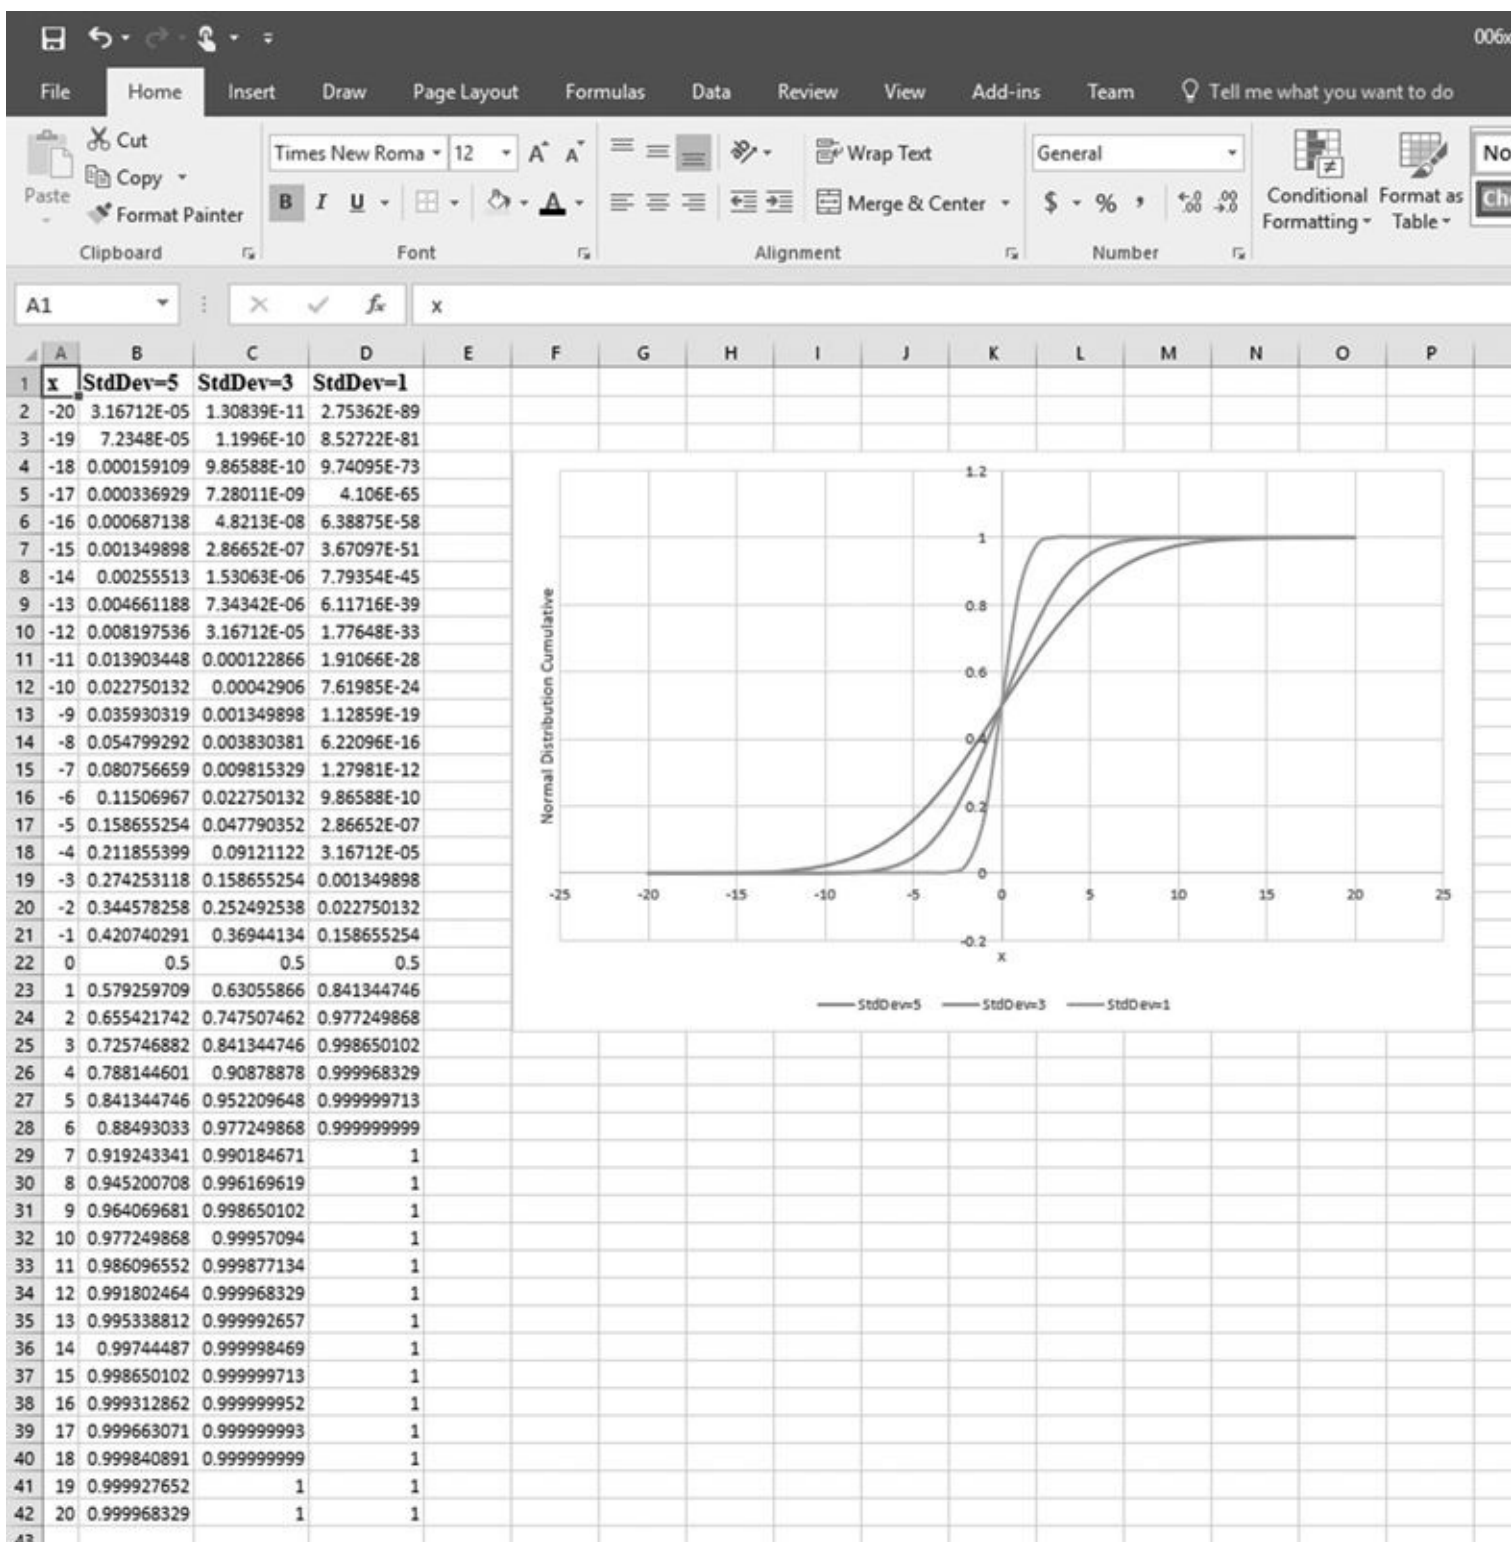 006x
File Home Insert Draw Page Layout Formulas Data Review View Add-ins Team Tell me what you want to do
Paste
Cut
Copy
Format Painter
Clipboard
Times New Roma 12 A A
B I U A
Font
Wrap Text
Merge & Center
Alignment
General
$ % , .00 .00
Number
Conditional Formatting
Format as Table
No
Ch
A1 fx x
A B C D E F G H I J K L M N O P
1 x StdDev=5 StdDev=3 StdDev=1
2 -20 3.16712E-05 1.30839E-11 2.75362E-89
3 -19 7.2348E-05 1.1996E-10 8.52722E-81
4 -18 0.000159109 9.86588E-10 9.74095E-73
5 -17 0.000336929 7.28011E-09 4.106E-65
6 -16 0.000687138 4.8213E-08 6.38875E-58
7 -15 0.001349898 2.86652E-07 3.67097E-51
8 -14 0.00255513 1.53063E-06 7.79354E-45
9 -13 0.004661188 7.34342E-06 6.11716E-39
10 -12 0.008197536 3.16712E-05 1.77648E-33
11 -11 0.013903448 0.000122866 1.91066E-28
12 -10 0.022750132 0.00042906 7.61985E-24
13 -9 0.035930319 0.001349898 1.12859E-19
14 -8 0.054799292 0.003830381 6.22096E-16
15 -7 0.080756659 0.009815329 1.27981E-12
16 -6 0.11506967 0.022750132 9.86588E-10
17 -5 0.158655254 0.047790352 2.86652E-07
18 -4 0.211855399 0.09121122 3.16712E-05
19 -3 0.274253118 0.158655254 0.001349898
20 -2 0.344578258 0.252492538 0.022750132
21 -1 0.420740291 0.36944134 0.158655254
22 0 0.5 0.5 0.5
23 1 0.579259709 0.63055866 0.841344746
24 2 0.655421742 0.747507462 0.977249868
25 3 0.725746882 0.841344746 0.998650102
26 4 0.788144601 0.90878878 0.999968329
27 5 0.841344746 0.952209648 0.999999713
28 6 0.88493033 0.977249868 0.999999999
29 7 0.919243341 0.990184671 1
30 8 0.945200708 0.996169619 1
31 9 0.964069681 0.998650102 1
32 10 0.977249868 0.99957094 1
33 11 0.986096552 0.999877134 1
34 12 0.991802464 0.999968329 1
35 13 0.995338812 0.999992657 1
36 14 0.99744487 0.999998469 1
37 15 0.998650102 0.999999713 1
38 16 0.999312862 0.999999952 1
39 17 0.999663071 0.999999993 1
40 18 0.999840891 0.999999999 1
41 19 0.999927652 1 1
42 20 0.999968329 1 1
Normal Distribution Cumulative
1.2
1
0.8
0.6
0.4
0.2
0
-0.2
-25 -20 -15 -10 -5 0 5 10 15 20 25
x
StdDev=5 StdDev=3 StdDev=1